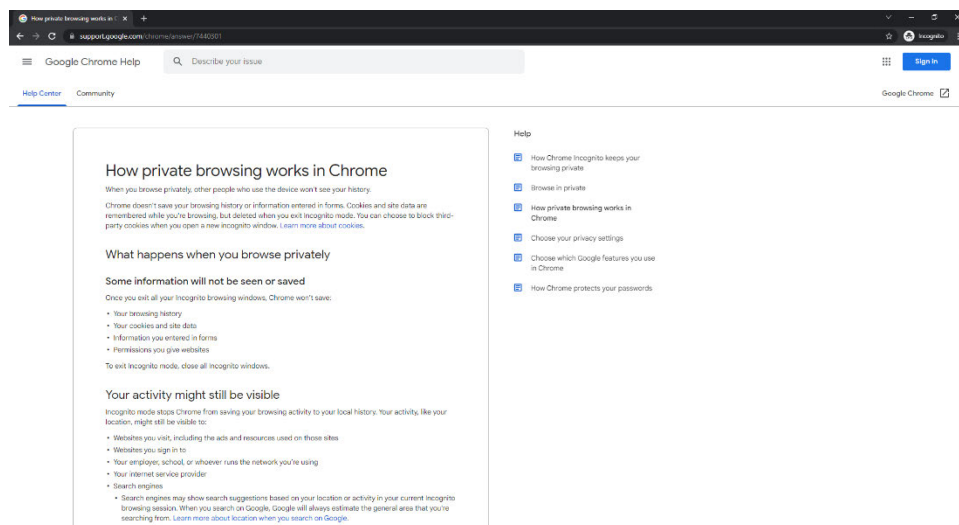 How private browsing works in C
support.google.com/chrome/answer/7440301
Incognito
Google Chrome Help
Describe your issue
Sign in
Help Center
Community
Google Chrome
How private browsing works in Chrome
When you browse privately, other people who use the device won't see your history.
Chrome doesn't save your browsing history or information entered in forms. Cookies and site data are
remembered while you're browsing, but deleted when you exit Incognito mode. You can choose to block third-
party cookies when you open a new incognito window. Learn more about cookies.
What happens when you browse privately
Some information will not be seen or saved
Once you exit all your Incognito browsing windows, Chrome won't save:
• Your browsing history
• Your cookies and site data
• Information you entered in forms
• Permissions you give websites
To exit Incognito mode, close all Incognito windows.
Your activity might still be visible
Incognito mode stops Chrome from saving your browsing activity to your local history. Your activity, like your
location, might still be visible to:
• Websites you visit, including the ads and resources used on those sites
• Websites you sign in to
• Your employer, school, or whoever runs the network you're using
• Your internet service provider
• Search engines
• Search engines may show search suggestions based on your location or activity in your current Incognito
browsing session. When you search on Google, Google will always estimate the general area that you're
searching from. Learn more about location when you search on Google.
Help
How Chrome Incognito keeps your
browsing private
Browse in private
How private browsing works in
Chrome
Choose your privacy settings
Choose which Google features you use
in Chrome
How Chrome protects your passwords